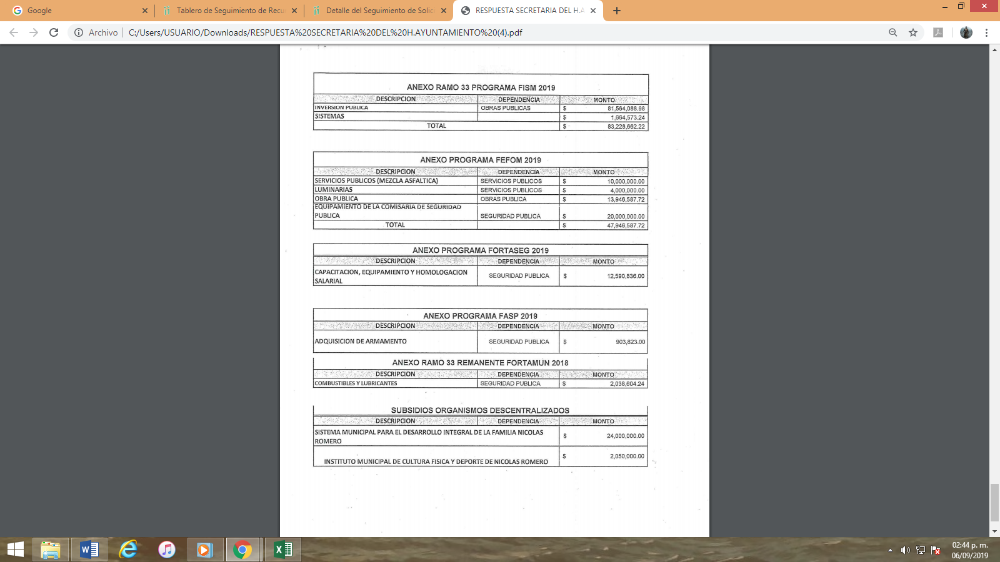 Google
Tablero de Seguimiento de Recu
Detalle del Seguimiento de Solic
RESPUESTA SECRETARIA DEL H.A
Archivo
C:/Users/USUARIO/Downloads/RESPUESTA%20SECRETARIA%20DEL%20H.AYUNTAMIENTO%20(4).pdf
ANEXO RAMO 33 PROGRAMA FISM 2019
DESCRIPCION DEPENDENCIA MONTO
INVERSION PUBLICA OBRAS PUBLICAS $ 81,564,088.98
SISTEMAS $ 1,664,573.24
TOTAL $ 83,228,662.22
ANEXO PROGRAMA FEFOM 2019
DESCRIPCION DEPENDENCIA MONTO
SERVICIOS PUBLICOS (MEZCLA ASFALTICA) SERVICIOS PUBLICOS $ 10,000,000.00
LUMINARIAS SERVICIOS PUBLICOS $ 4,000,000.00
OBRA PUBLICA OBRAS PUBLICA $ 13,946,587.72
EQUIPAMIENTO DE LA COMISARIA DE SEGURIDAD
PUBLICA SEGURIDAD PUBLICA $ 20,000,000.00
TOTAL $ 47,946,587.72
ANEXO PROGRAMA FORTASEG 2019
DESCRIPCION DEPENDENCIA MONTO
CAPACITACION, EQUIPAMIENTO Y HOMOLOGACION
SALARIAL SEGURIDAD PUBLICA $ 12,590,836.00
ANEXO PROGRAMA FASP 2019
DESCRIPCION DEPENDENCIA MONTO
ADQUISICION DE ARMAMENTO SEGURIDAD PUBLICA $ 903,823.00
ANEXO RAMO 33 REMANENTE FORTAMUN 2018
DESCRIPCION DEPENDENCIA MONTO
COMBUSTIBLES Y LUBRICANTES SEGURIDAD PUBLICA $ 2,038,604.24
SUBSIDIOS ORGANISMOS DESCENTRALIZADOS
DESCRIPCION DEPENDENCIA MONTO
SISTEMA MUNICIPAL PARA EL DESARROLLO INTEGRAL DE LA FAMILIA NICOLAS
ROMERO $ 24,000,000.00
INSTITUTO MUNICIPAL DE CULTURA FISICA Y DEPORTE DE NICOLAS ROMERO $ 2,050,000.00
02:44 p. m.
06/09/2019